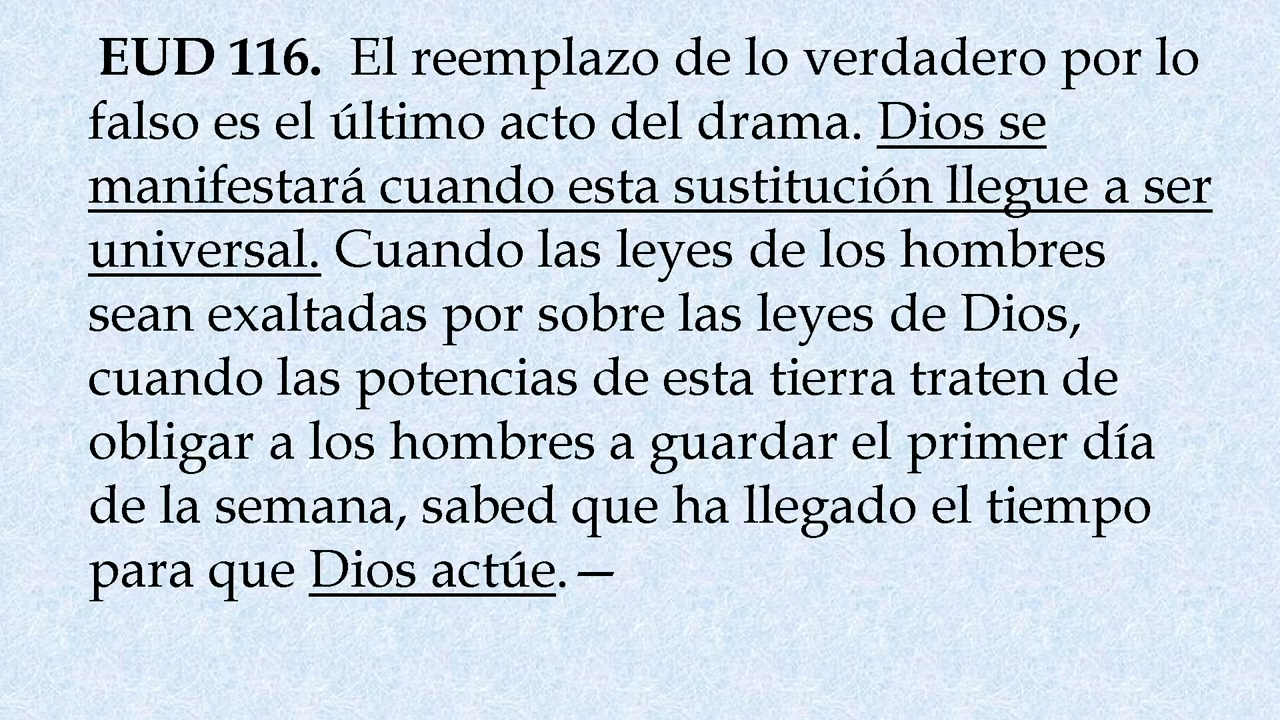 EUD 116. El reemplazo de lo verdadero por lo
falso es el último acto del drama. Dios se
manifestará cuando esta sustitución llegue a ser
universal. Cuando las leyes de los hombres
sean exaltadas por sobre las leyes de Dios,
cuando las potencias de esta tierra traten de
obligar a los hombres a guardar el primer día
de la semana, sabed que ha llegado el tiempo
para que Dios actúe.—